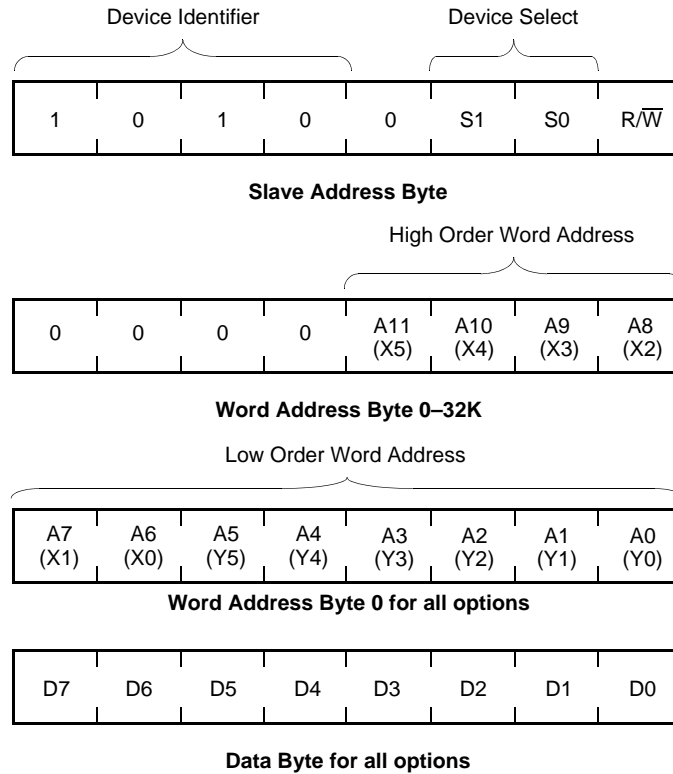 Device Identifier Device Select
1 0 1 0 0 S1 S0 R/W̅
Slave Address Byte
High Order Word Address
0 0 0 0 A11 A10 A9 A8
(X5) (X4) (X3) (X2)
Word Address Byte 0–32K
Low Order Word Address
A7 A6 A5 A4 A3 A2 A1 A0
(X1) (X0) (Y5) (Y4) (Y3) (Y2) (Y1) (Y0)
Word Address Byte 0 for all options
D7 D6 D5 D4 D3 D2 D1 D0
Data Byte for all options